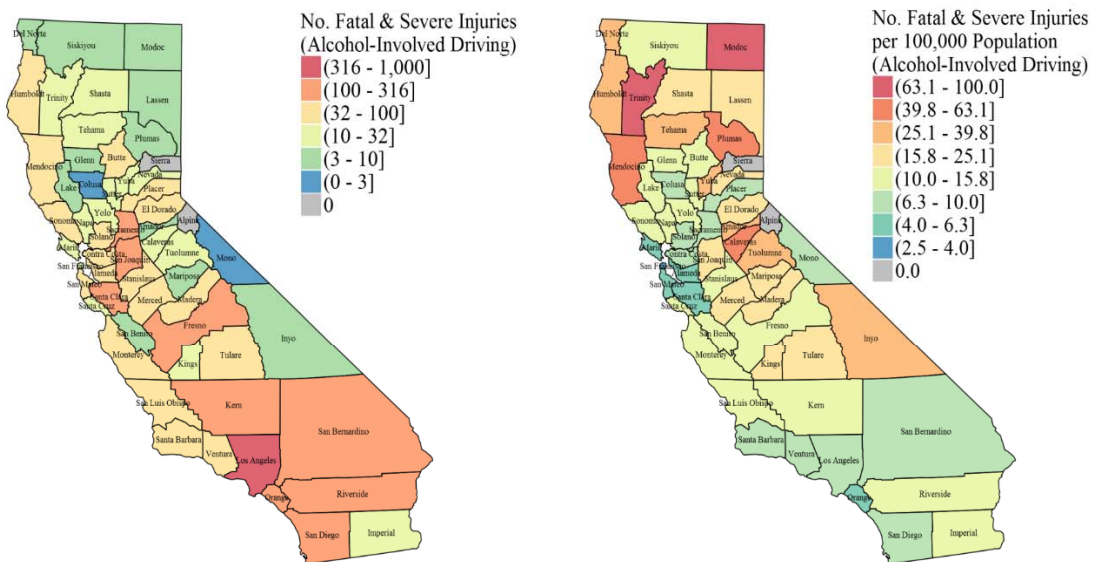 No. Fatal & Severe Injuries
(Alcohol-Involved Driving)
(316 - 1,000]
(100 - 316]
(32 - 100]
(10 - 32]
(3 - 10]
(0 - 3]
0
Del Norte
Siskiyou
Modoc
Humboldt
Trinity
Shasta
Lassen
Tehama
Plumas
Mendocino
Glenn
Butte
Sierra
Lake
Colusa
Sutter
Yuba
Nevada
Placer
Sonoma
Napa
Yolo
El Dorado
Sacramento
Amador
Alpine
Marin
Solano
Calaveras
Contra Costa
San Joaquin
Tuolumne
Mono
San Francisco
Alameda
San Mateo
Stanislaus
Mariposa
Santa Clara
Santa Cruz
Merced
Madera
San Benito
Fresno
Inyo
Monterey
Kings
Tulare
San Luis Obispo
Kern
San Bernardino
Santa Barbara
Ventura
Los Angeles
Orange
Riverside
San Diego
Imperial
No. Fatal & Severe Injuries
per 100,000 Population
(Alcohol-Involved Driving)
(63.1 - 100.0]
(39.8 - 63.1]
(25.1 - 39.8]
(15.8 - 25.1]
(10.0 - 15.8]
(6.3 - 10.0]
(4.0 - 6.3]
(2.5 - 4.0]
0.0
Del Norte
Siskiyou
Modoc
Humboldt
Trinity
Shasta
Lassen
Tehama
Plumas
Mendocino
Glenn
Butte
Sierra
Lake
Colusa
Sutter
Yuba
Nevada
Placer
Sonoma
Napa
Yolo
El Dorado
Sacramento
Amador
Alpine
Marin
Solano
Calaveras
Contra Costa
San Joaquin
Tuolumne
Mono
San Francisco
Alameda
San Mateo
Stanislaus
Mariposa
Santa Clara
Santa Cruz
Merced
Madera
San Benito
Fresno
Inyo
Monterey
Kings
Tulare
San Luis Obispo
Kern
San Bernardino
Santa Barbara
Ventura
Los Angeles
Orange
Riverside
San Diego
Imperial